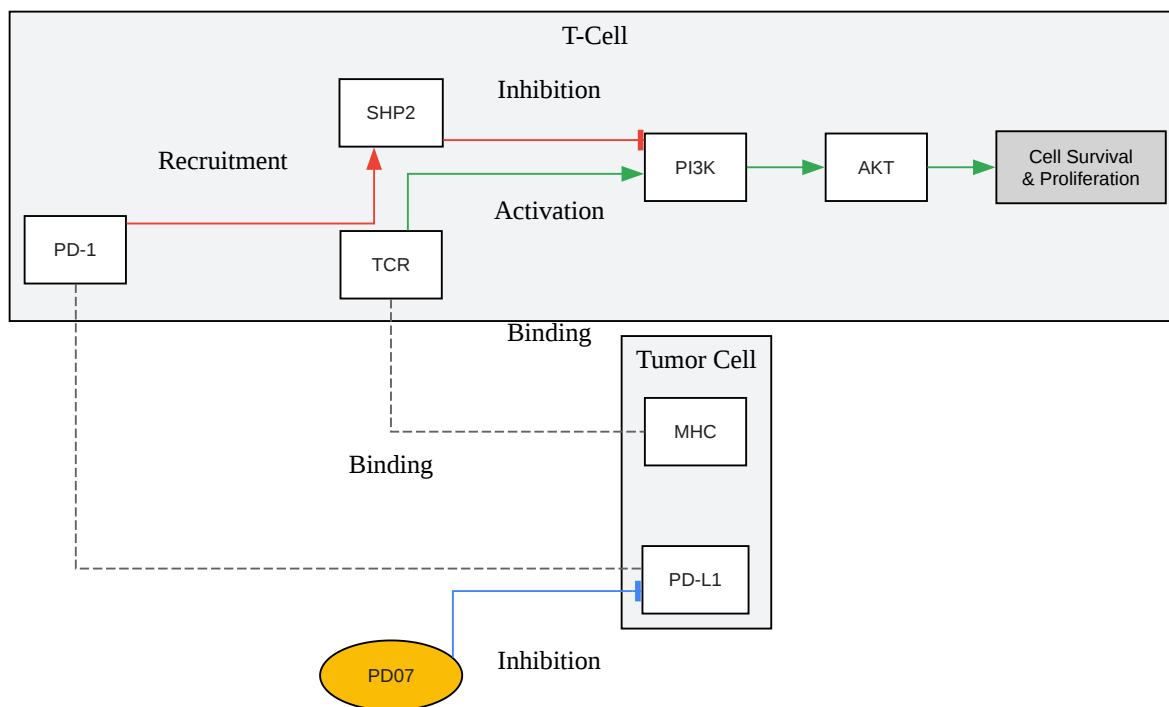 T-Cell
SHP2
Inhibition
Recruitment
PI3K
AKT
Cell Survival
& Proliferation
Activation
PD-1
TCR
Binding
Tumor Cell
MHC
Binding
PD-L1
Inhibition
PD07